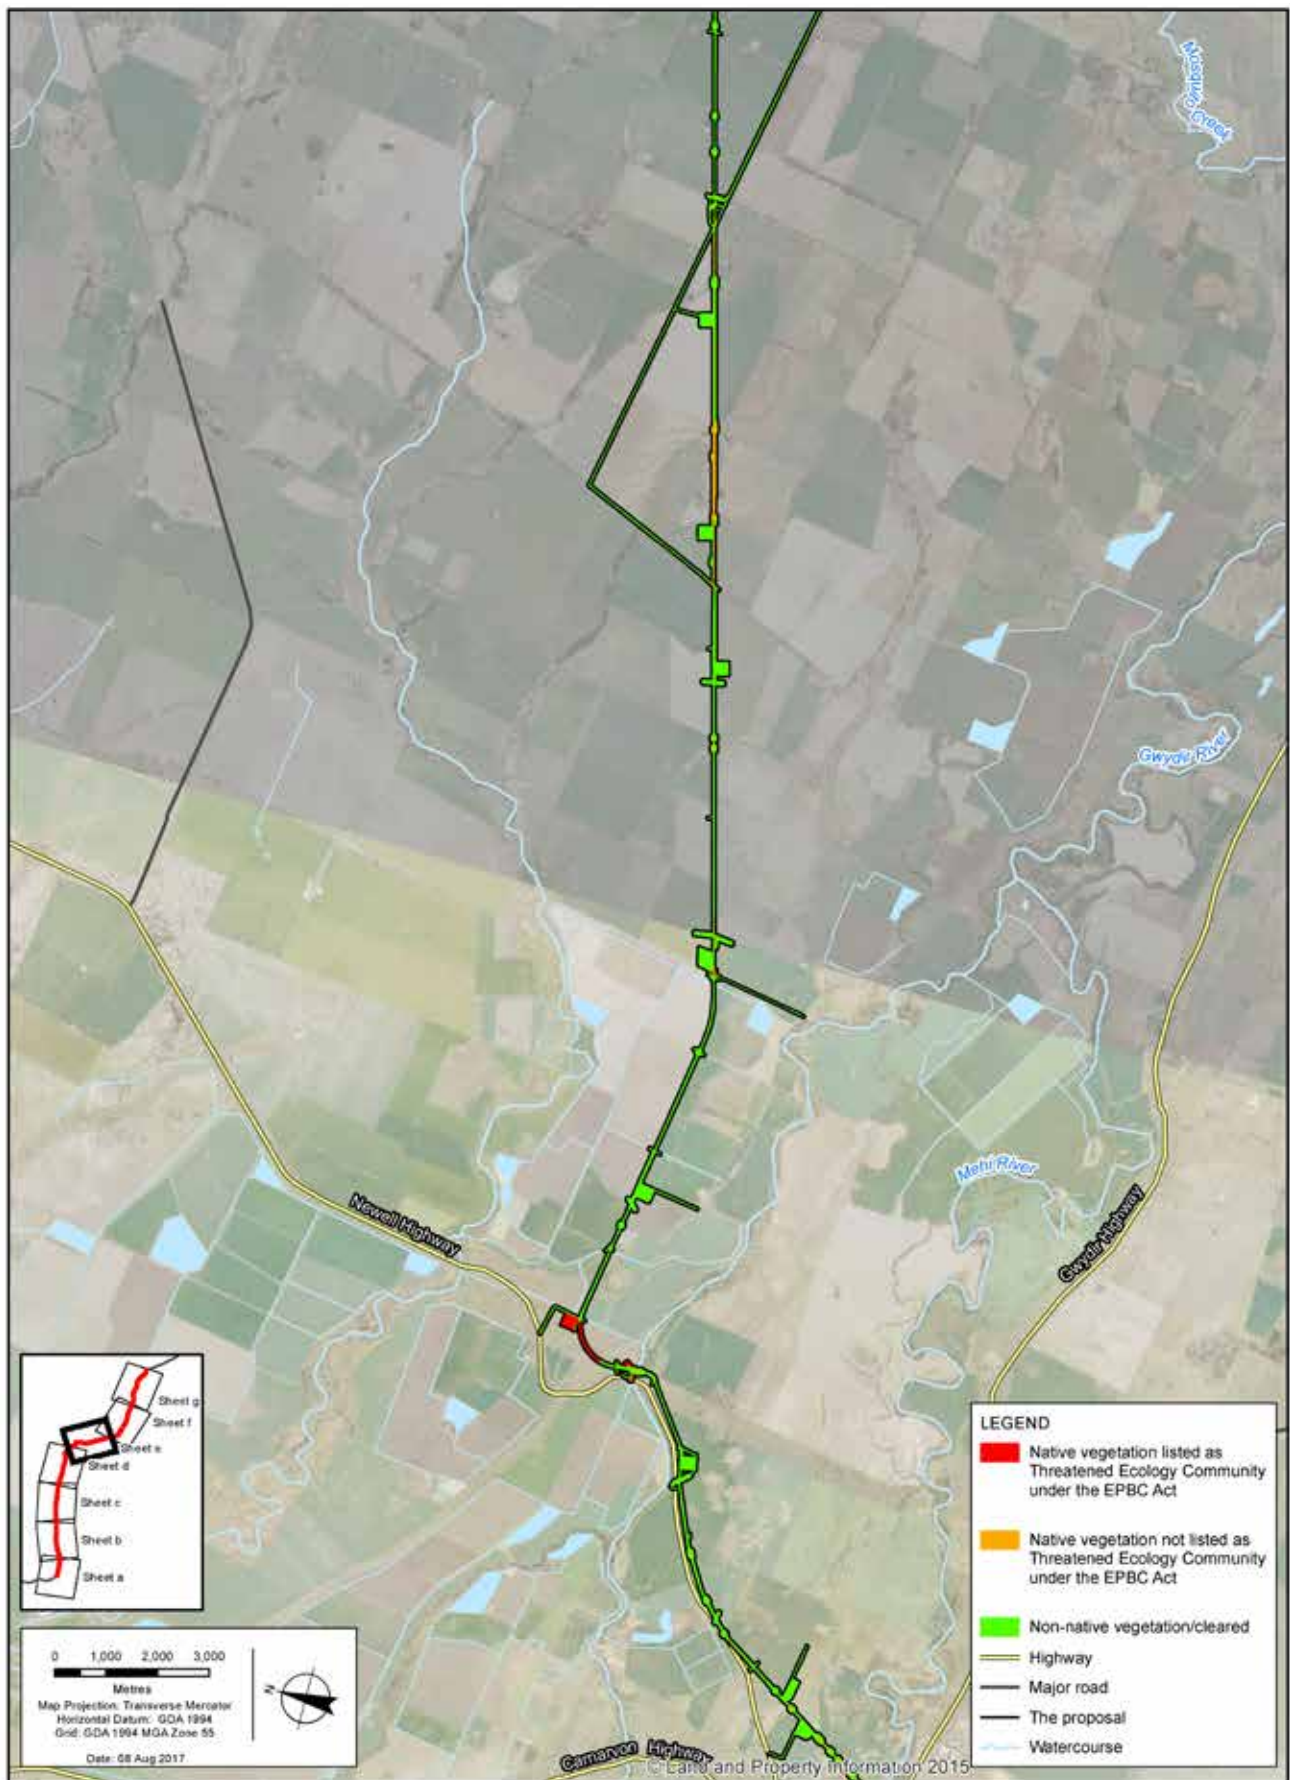 Mosquito Creek
Gwydir River
Mehi River
Newell Highway
Gwydir Highway
Sheet g
Sheet f
Sheet e
Sheet d
Sheet c
Sheet b
Sheet a
LEGEND
Native vegetation listed as
Threatened Ecology Community
under the EPBC Act
Native vegetation not listed as
Threatened Ecology Community
under the EPBC Act
Non-native vegetation/cleared
Highway
Major road
The proposal
Watercourse
0 1,000 2,000 3,000
Metres
Map Projection: Transverse Mercator
Horizontal Datum: GDA 1994
Grid: GDA 1994 MGA Zone 55
Date: 08 Aug 2017
N
Carnarvon Highway
© Land and Property Information 2015